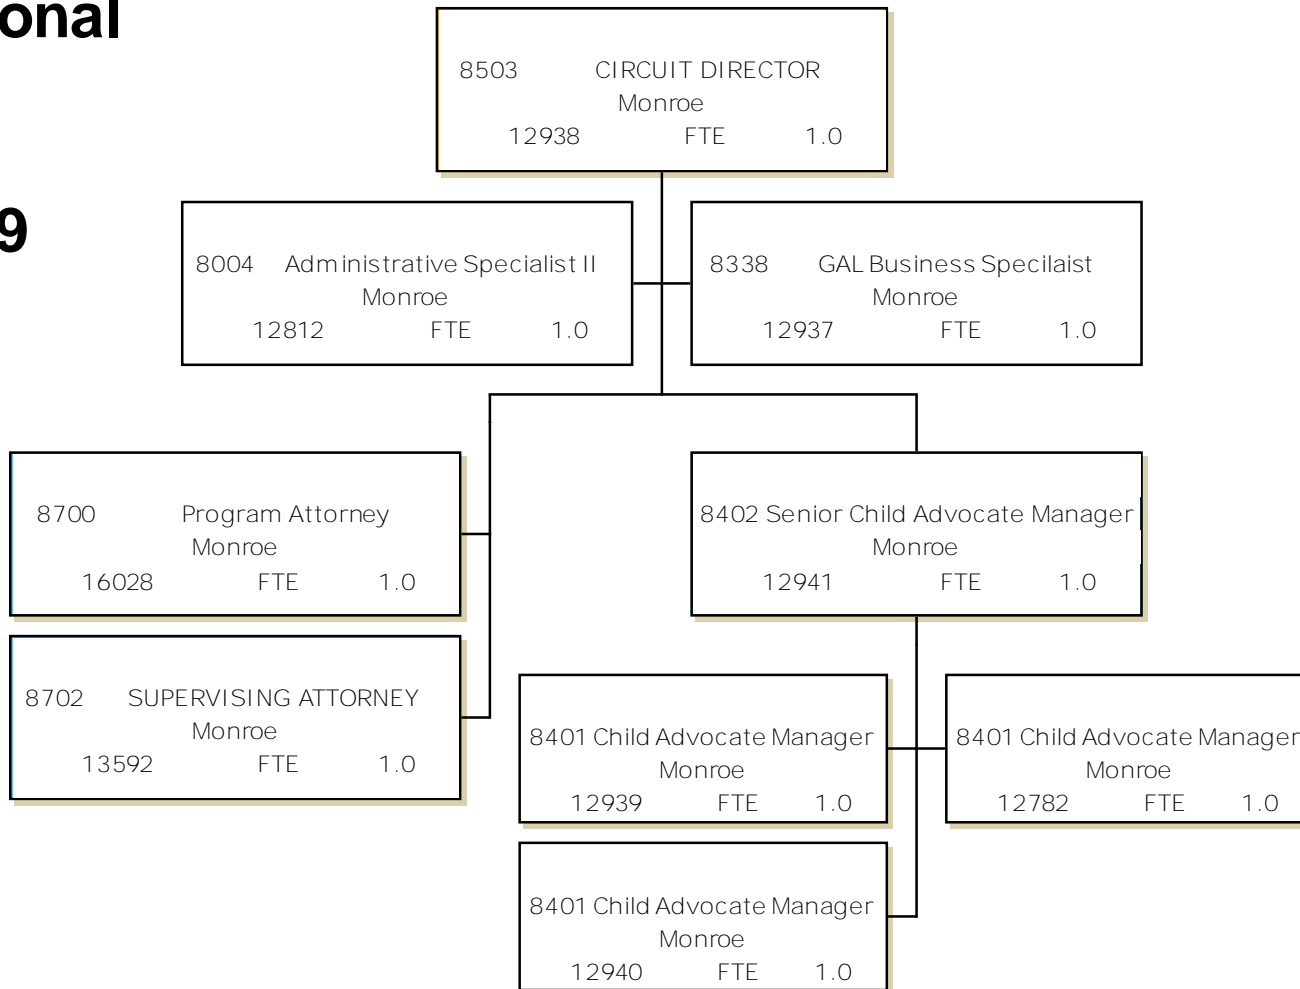 onal
9
8503 CIRCUIT DIRECTOR
Monroe
12938 FTE 1.0
8004 Administrative Specialist II
Monroe
12812 FTE 1.0
8338 GAL Business Specilaist
Monroe
12937 FTE 1.0
8700 Program Attorney
Monroe
16028 FTE 1.0
8402 Senior Child Advocate Manager
Monroe
12941 FTE 1.0
8702 SUPERVISING ATTORNEY
Monroe
13592 FTE 1.0
8401 Child Advocate Manager
Monroe
12939 FTE 1.0
8401 Child Advocate Manager
Monroe
12782 FTE 1.0
8401 Child Advocate Manager
Monroe
12940 FTE 1.0